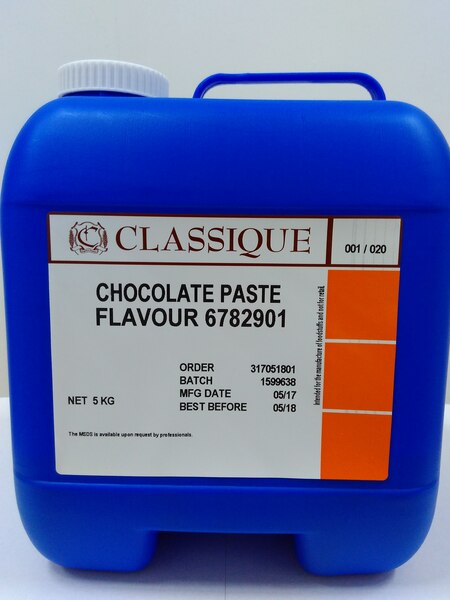 C
CLASSIQUE
001 / 020
CHOCOLATE PASTE
FLAVOUR 6782901
ORDER 317051801
BATCH 1599638
MFG DATE 05/17
BEST BEFORE 05/18
NET 5 KG
The MEDS is available upon request by professionals.
Intended for the manufacture of foodstuffs and not for retail.